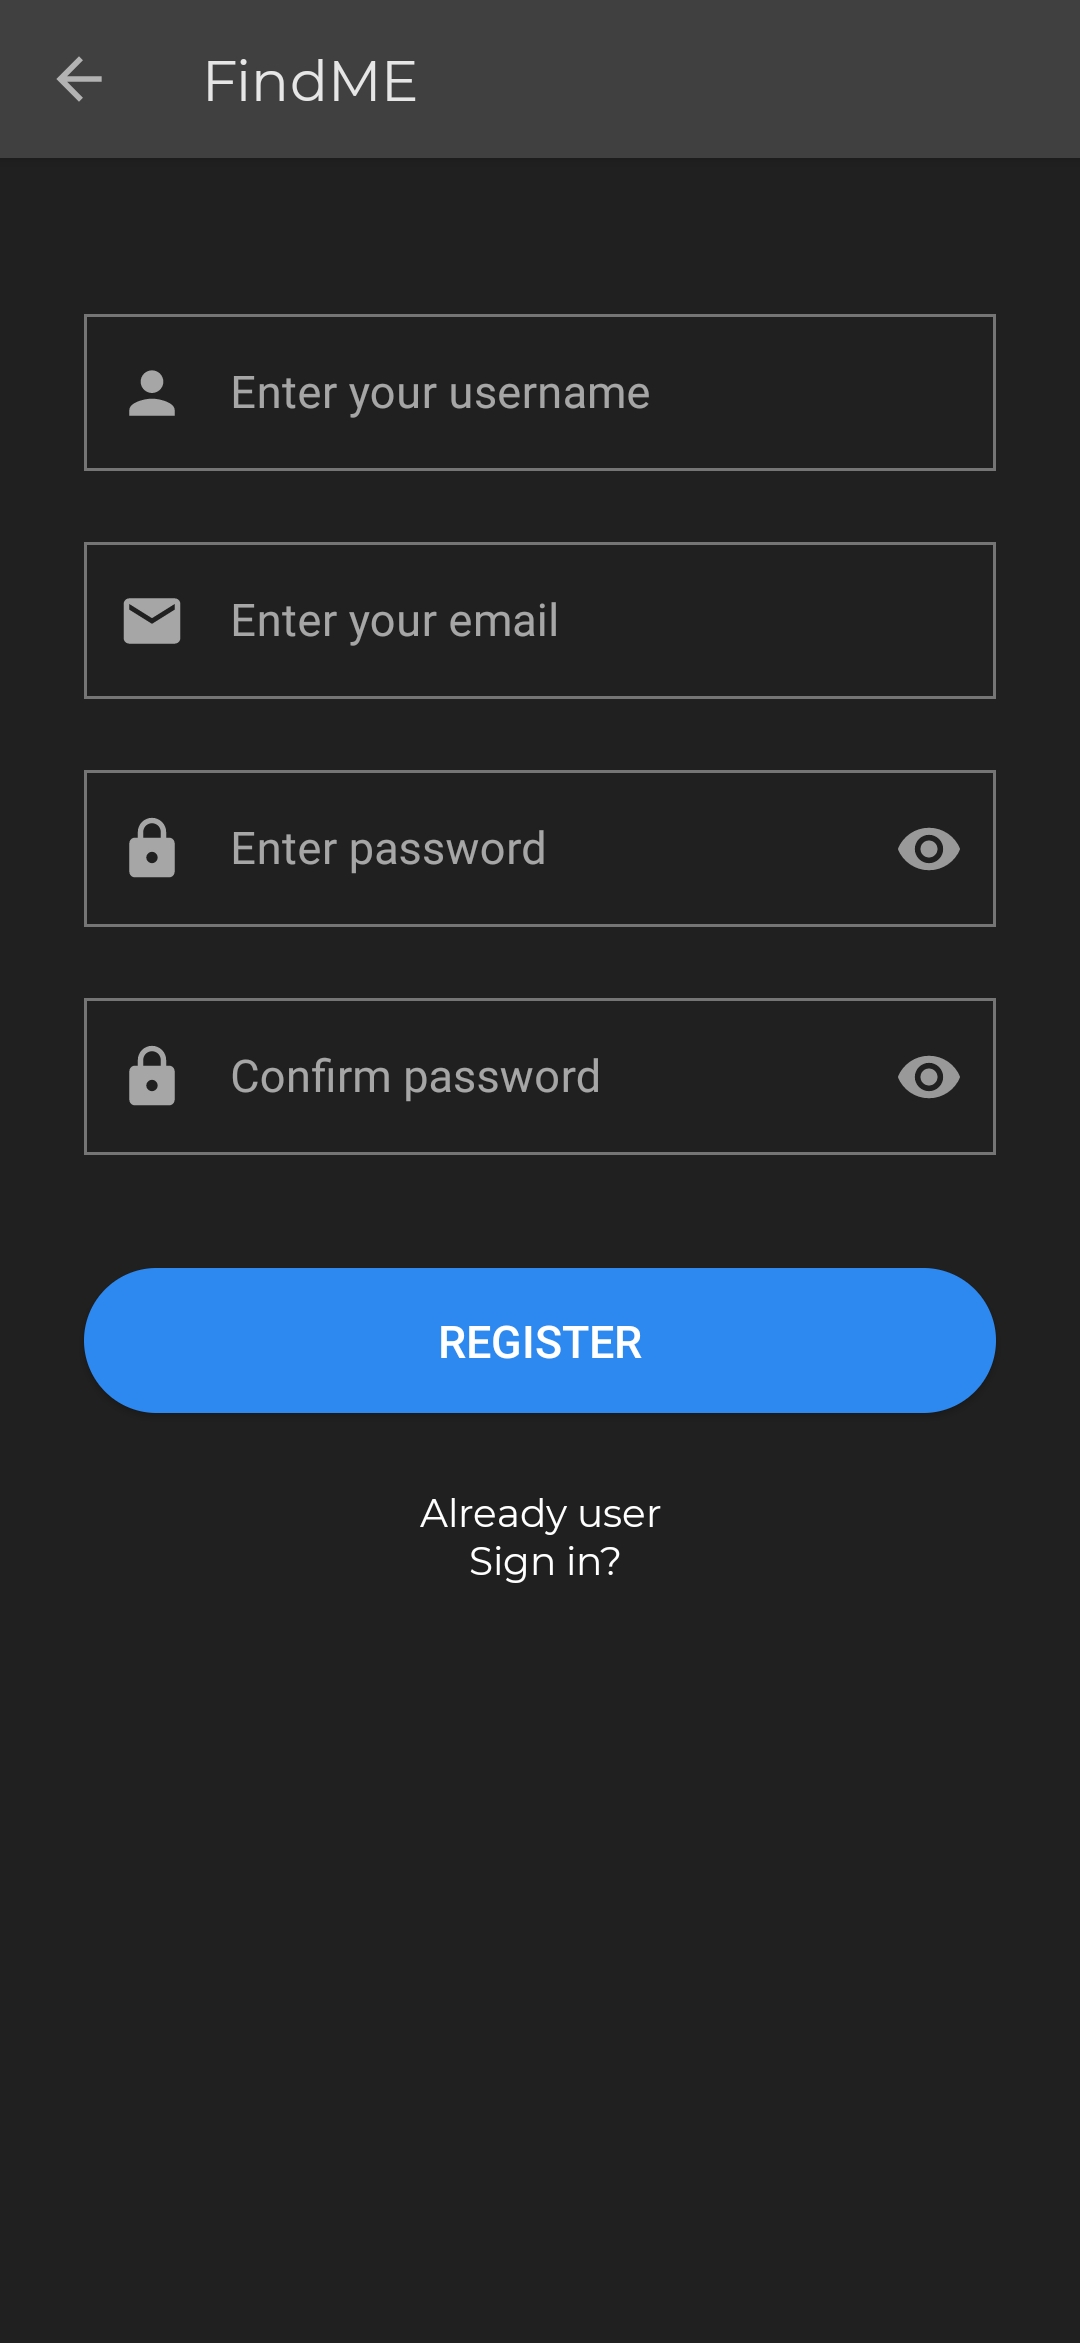 FindME
Enter your username
Enter your email
Enter password
Confirm password
REGISTER
Already user
Sign in?